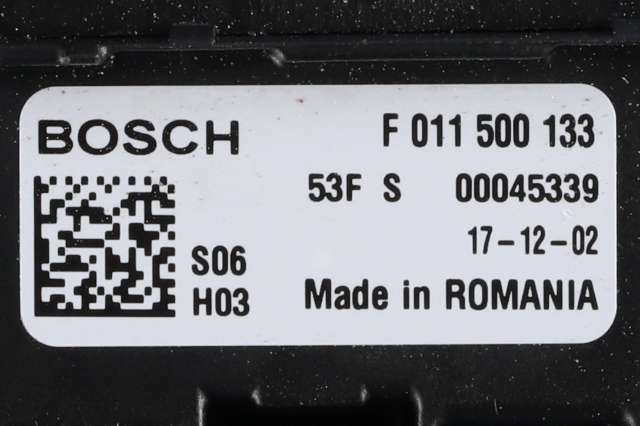 BOSCH F 011 500 133
53F S 00045339
17-12-02
S06
H03 Made in ROMANIA